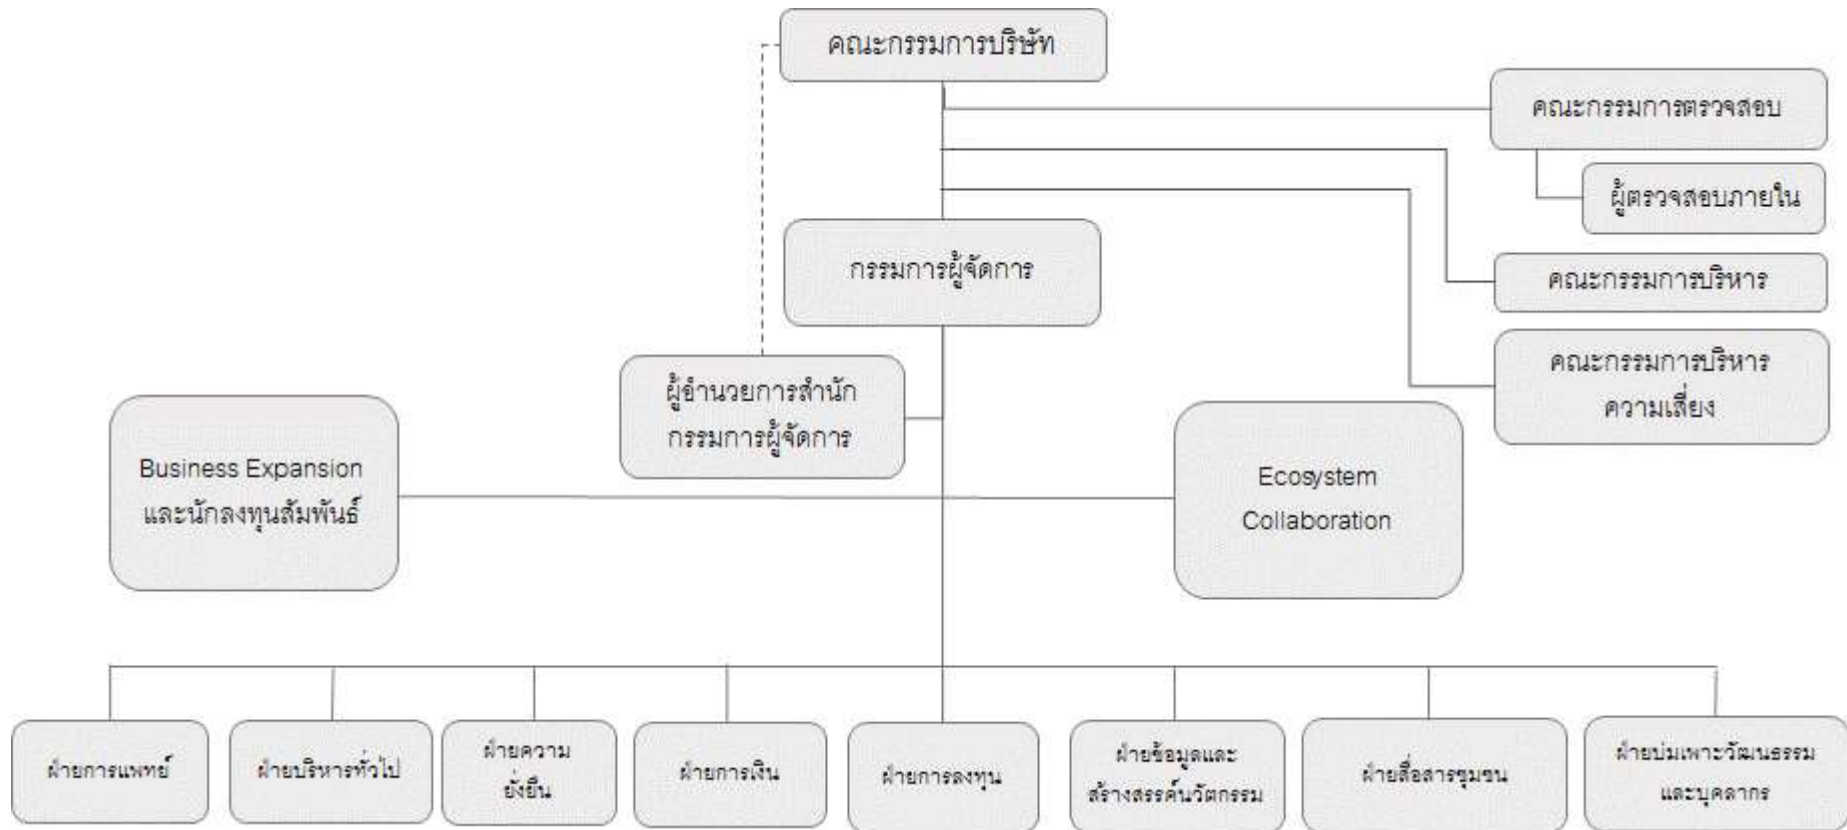 คณะกรรมการบริษัท
คณะกรรมการตรวจสอบ
ผู้ตรวจสอบภายใน
กรรมการผู้จัดการ
คณะกรรมการบริหาร
คณะกรรมการบริหาร
ความเสี่ยง
ผู้อำนวยการสำนัก
กรรมการผู้จัดการ
Business Expansion
และนักลงทุนสัมพันธ์
Ecosystem
Collaboration
ฝ่ายการแพทย์
ฝ่ายบริหารทั่วไป
ฝ่ายความ
ยั่งยืน
ฝ่ายการเงิน
ฝ่ายการลงทุน
ฝ่ายข้อมูลและ
สร้างสรรค์นวัตกรรม
ฝ่ายสื่อสารชุมชน
ฝ่ายบ่มเพาะวัฒนธรรม
และบุคลากร